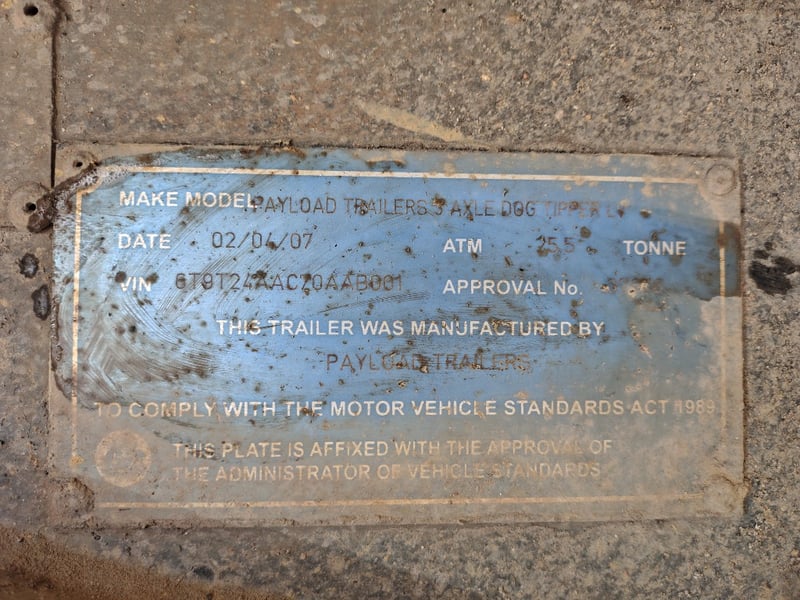 MAKE MODEL PAYLOAD TRAILERS 3 AXLE DOG TIPPER
DATE 02/04/07 ATM 25.5 TONNE
VIN APPROVAL No.
THIS TRAILER WAS MANUFACTURED BY
PAYLOAD TRAILERS
TO COMPLY WITH THE MOTOR VEHICLE STANDARDS ACT 1989
THIS PLATE IS AFFIXED WITH THE APPROVAL OF
THE ADMINISTRATOR OF VEHICLE STANDARDS